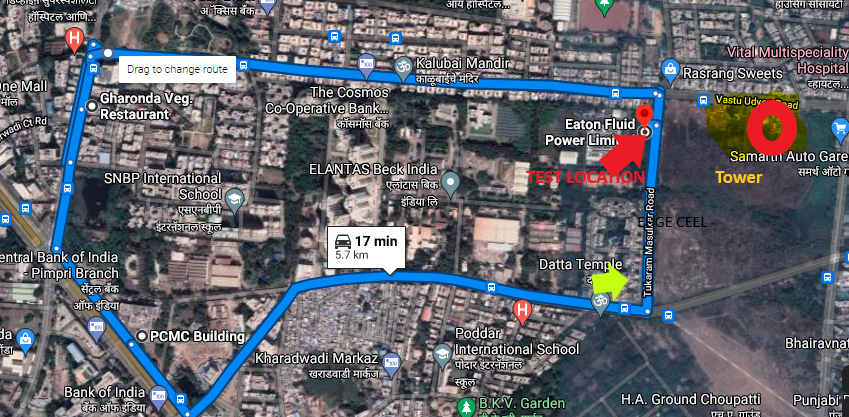 हॉस्पिटल आणि...
अॅक्सिस बँक
आय हॉस्पिटल...
हाउसिंग सोसायटी
Drag to change route
One Mall
मॉल
Gharonda Veg.
Restaurant
rwadi Ct Rd
The Cosmos
Co-Operative Bank...
कॉसमॉस बँक
Kalubai Mandir
काळूबाईचे मंदिर
Rasrang Sweets
Vital Multispeciality
Hospital
व्हायटल...
Vastu Udyog Road
Eaton Fluid
Power Limi
TEST LOCATION
Tower
Samarth Auto Gare
समर्थ ऑटो ग
SNBP International
School
एसएनबीपी
इंटरनॅशनल स्कूल
ELANTAS Beck India
एलांटास बिक
इंडिया लि
17 min
5.7 km
Datta Temple
Tukaram Masulkar Road
GE CEEL
entral Bank of India
- Pimpri Branch
सेंट्रल बँक
ऑफ इंडिया
PCMC Building
Kharadwadi Markaz
खराडवाडी मार्कज
Poddar
International School
पोदार इंटरनॅशनल
स्कूल
Bank of India
बँक ऑफ इंडिया
B.K.V. Garden
H.A. Ground Choupatti
एच.ए. ग्राउंड
Bhairavna
Punjabi